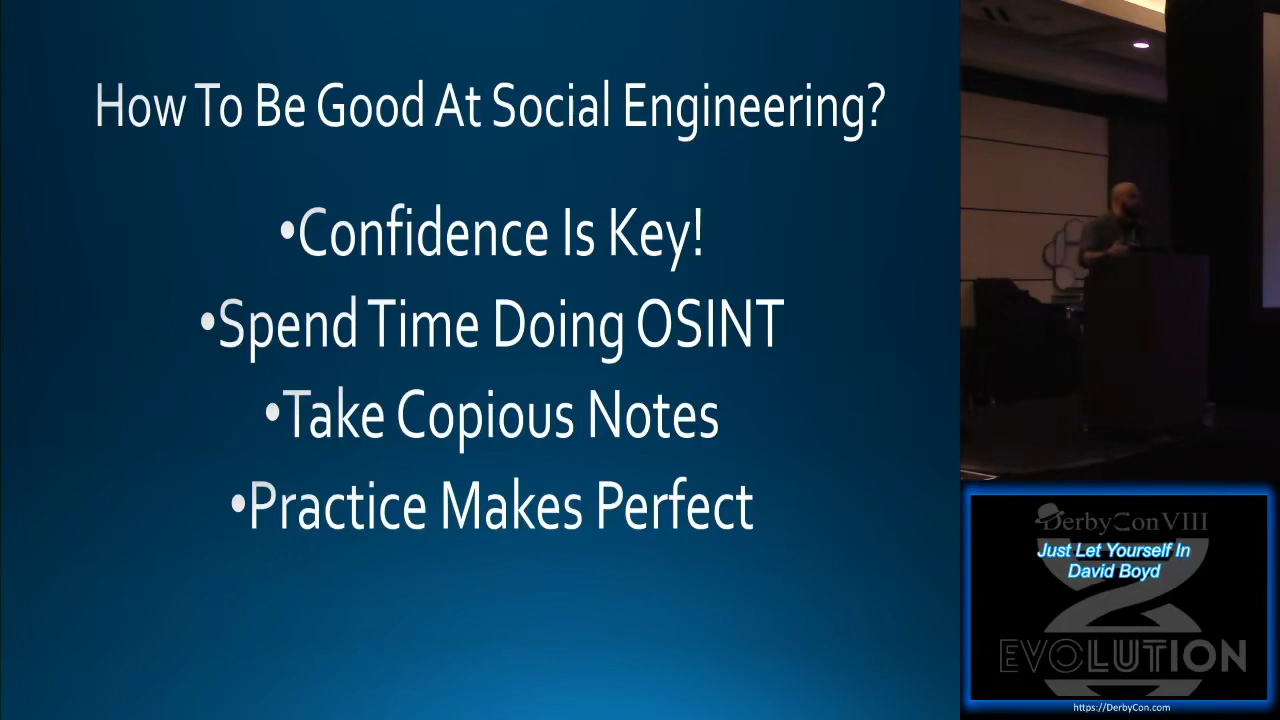 How To Be Good At Social Engineering?
•Confidence Is Key!
•Spend Time Doing OSINT
•Take Copious Notes
•Practice Makes Perfect
DerbyCon VIII
Just Let Yourself In
David Boyd
EVOLUTION
https://DerbyCon.com